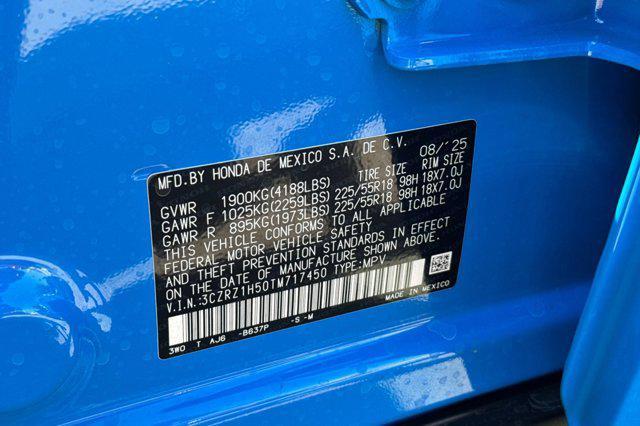 MFD.BY HONDA DE MEXICO S.A. DE C.V. 08/'25
TIRE SIZE RIM SIZE
GVWR 1900KG(4188LBS)
GAWR F 1025KG(2259LBS) 225/55R18 98H 18X7.0J
GAWR R 895KG(1973LBS) 225/55R18 98H 18X7.0J
THIS VEHICLE CONFORMS TO ALL APPLICABLE
FEDERAL MOTOR VEHICLE SAFETY, BUMPER,
AND THEFT PREVENTION STANDARDS IN EFFECT
ON THE DATE OF MANUFACTURE SHOWN ABOVE.
V.I.N.:3CZRZ1H50TM717450 TYPE:MPV
MADE IN MEXICO
3WO T AJ6 -B637P -S -M